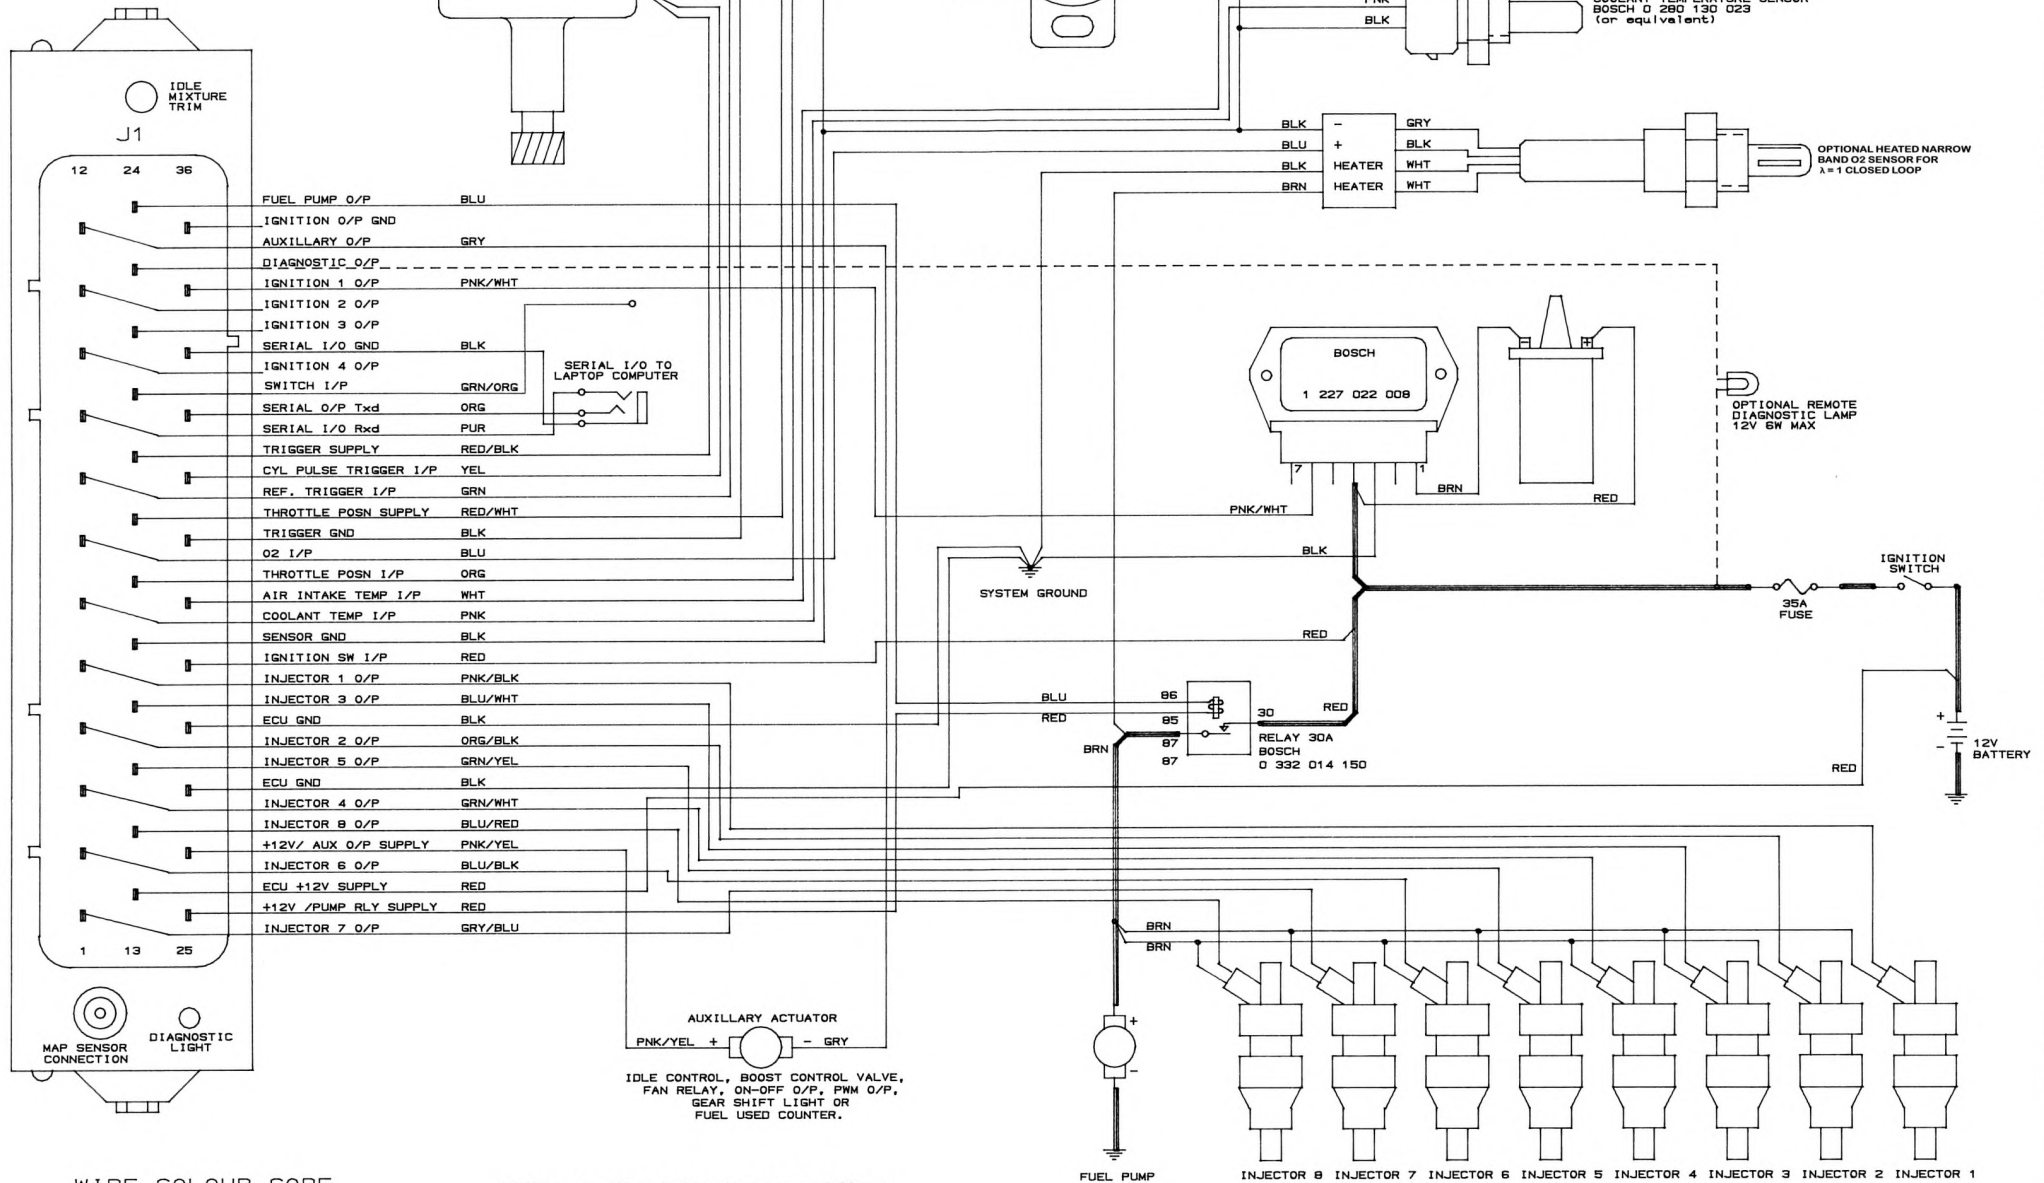 COOLANT TEMPERATURE SENSOR
BOSCH 0 280 130 023
(or equivalent)
PNK
BLK
IDLE
MIXTURE
TRIM
J1
12 24 36
BLK - GRY
BLU + BLK
BLK HEATER WHT
BRN HEATER WHT
OPTIONAL HEATED NARROW
BAND O2 SENSOR FOR
λ = 1 CLOSED LOOP
FUEL PUMP O/P BLU
IGNITION O/P GND
AUXILLARY O/P GRY
DIAGNOSTIC O/P
IGNITION 1 O/P PNK/WHT
IGNITION 2 O/P
IGNITION 3 O/P
SERIAL I/O GND BLK
IGNITION 4 O/P
SWITCH I/P GRN/ORG
SERIAL O/P Txd ORG
SERIAL I/O Rxd PUR
TRIGGER SUPPLY RED/BLK
CYL PULSE TRIGGER I/P YEL
REF. TRIGGER I/P GRN
THROTTLE POSN SUPPLY RED/WHT
TRIGGER GND BLK
O2 I/P BLU
THROTTLE POSN I/P ORG
AIR INTAKE TEMP I/P WHT
COOLANT TEMP I/P PNK
SENSOR GND BLK
IGNITION SW I/P RED
INJECTOR 1 O/P PNK/BLK
INJECTOR 3 O/P BLU/WHT
ECU GND BLK
INJECTOR 2 O/P ORG/BLK
INJECTOR 5 O/P GRN/YEL
ECU GND BLK
INJECTOR 4 O/P GRN/WHT
INJECTOR 8 O/P BLU/RED
+12V/ AUX O/P SUPPLY PNK/YEL
INJECTOR 6 O/P BLU/BLK
ECU +12V SUPPLY RED
+12V /PUMP RLY SUPPLY RED
INJECTOR 7 O/P GRY/BLU
1 13 25
MAP SENSOR
CONNECTION
DIAGNOSTIC
LIGHT
SERIAL I/O TO
LAPTOP COMPUTER
BOSCH
1 227 022 008
7 1
- +
BRN
RED
PNK/WHT
BLK
OPTIONAL REMOTE
DIAGNOSTIC LAMP
12V 6W MAX
SYSTEM GROUND
IGNITION
SWITCH
35A
FUSE
RED
BLU 86
RED 85
87
87
30
RED
BRN
RELAY 30A
BOSCH
0 332 014 150
+
-
12V
BATTERY
RED
BRN
BRN
AUXILLARY ACTUATOR
PNK/YEL + - GRY
IDLE CONTROL, BOOST CONTROL VALVE,
FAN RELAY, ON-OFF O/P, PWM O/P,
GEAR SHIFT LIGHT OR
FUEL USED COUNTER.
+
-
FUEL PUMP
INJECTOR 8 INJECTOR 7 INJECTOR 6 INJECTOR 5 INJECTOR 4 INJECTOR 3 INJECTOR 2 INJECTOR 1
WIRE COLOUR CODE